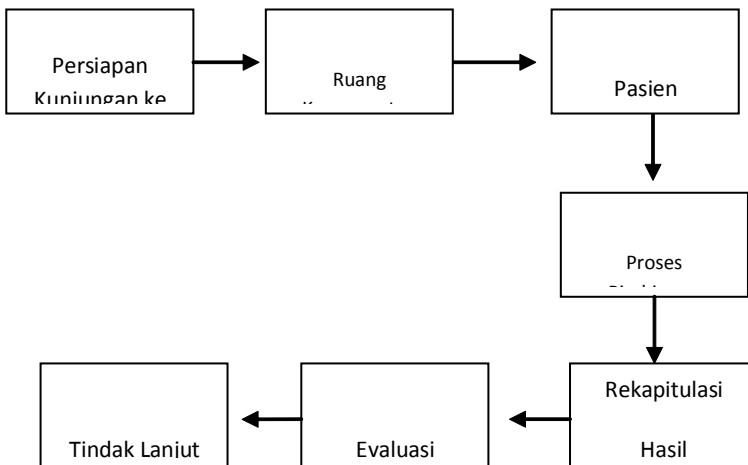 Persiapan
Kunjungan ke
Ruang
Pasien
Proses
Rekapitulasi
Hasil
Evaluasi
Tindak Lanjut